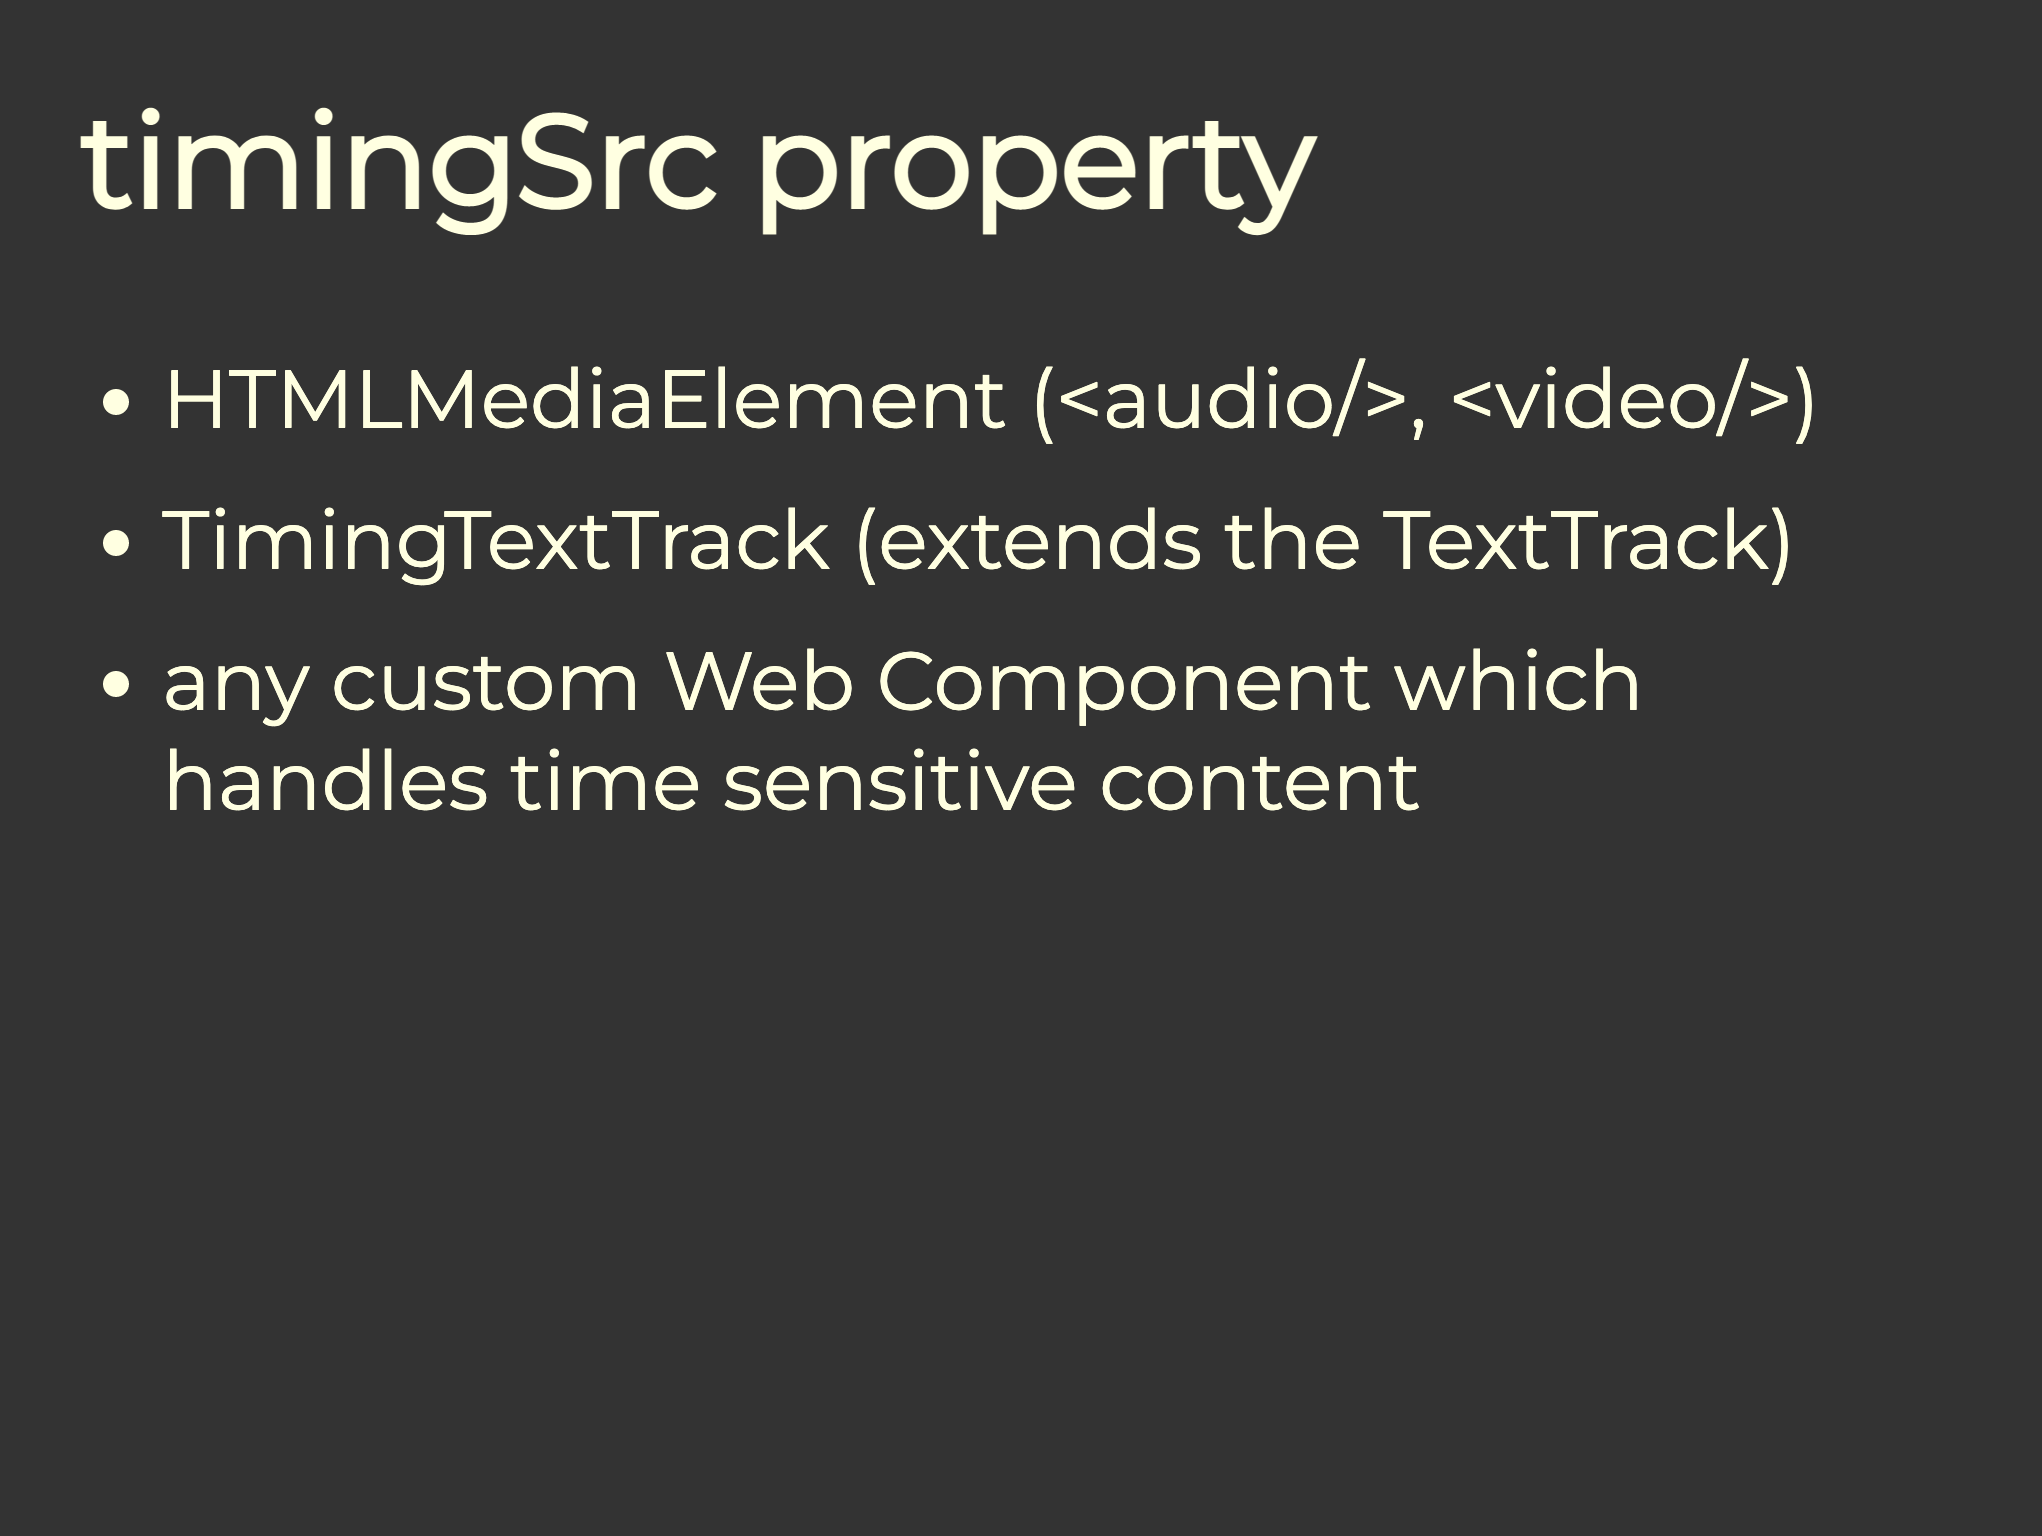 timingSrc property
• HTMLMediaElement (<audio/>, <video/>)
• TimingTextTrack (extends the TextTrack)
• any custom Web Component which
handles time sensitive content